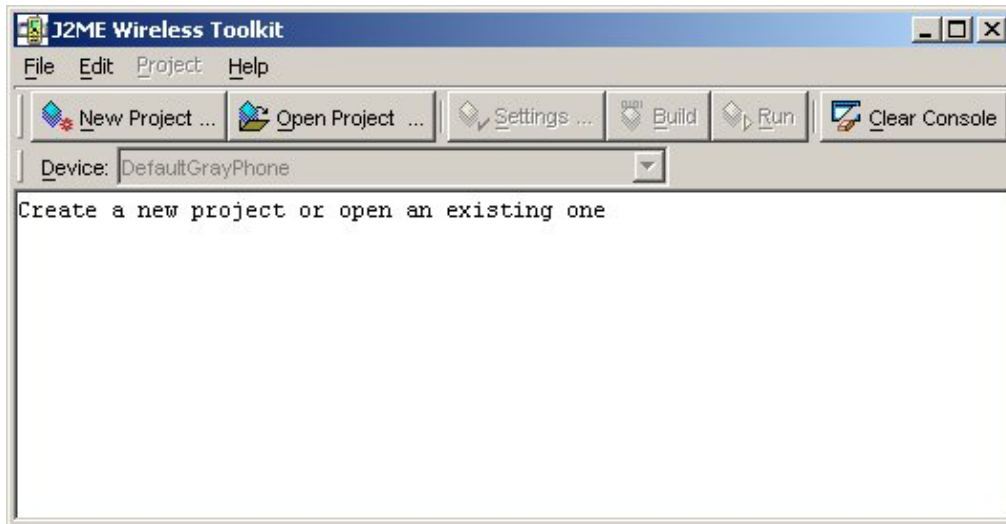 J2ME Wireless Toolkit
File Edit Project Help
New Project ... Open Project ... Settings ... Build Run Clear Console
Device: DefaultGrayPhone
Create a new project or open an existing one